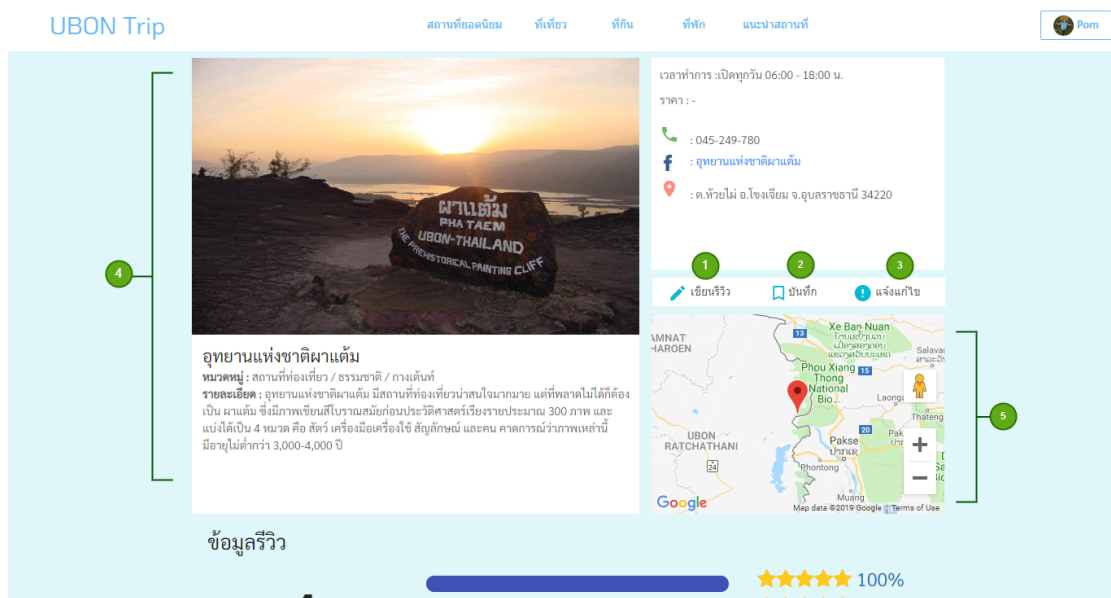 UBON Trip
สถานที่ยอดนิยม ที่เที่ยว ที่กิน ที่พัก แนะนำสถานที่
Pom
ผาแต้ม
PHA TAEM
UBON-THAILAND
THE PREHISTORICAL PAINTING CLIFF
4
อุทยานแห่งชาติผาแต้ม
หมวดหมู่ : สถานที่ท่องเที่ยว / ธรรมชาติ / กางเต้นท์
รายละเอียด : อุทยานแห่งชาติผาแต้ม มีสถานที่ท่องเที่ยวน่าสนใจมากมาย แต่ที่พลาดไม่ได้ก็ต้อง
เป็น ผาแต้ม ซึ่งมีภาพเขียนสีโบราณสมัยก่อนประวัติศาสตร์เรียงรายประมาณ 300 ภาพ และ
แบ่งได้เป็น 4 หมวด คือ สัตว์ เครื่องมือเครื่องใช้ สัญลักษณ์ และคน คาดการณ์ว่าภาพเหล่านี้
มีอายุไม่ต่ำกว่า 3,000-4,000 ปี
เวลาทำการ :เปิดทุกวัน 06:00 - 18:00 น.
ราคา : -
: 045-249-780
: อุทยานแห่งชาติผาแต้ม
: ต.ห้วยไผ่ อ.โขงเจียม จ.อุบลราชธานี 34220
1 2 3
เขียนรีวิว บันทึก แจ้งแก้ไข
AMNAT
HAROEN
13
Xe Ban Nuan
Salava
Phou Xiang
Thong
National
Bio...
15
Laonga
Thateng
20
UBON
RATCHATHANI
24
Pakse
ປາກເຊ
Pak
Phontong
Muang
+
−
Google
Map data ©2019 Google Terms of Use
5
ข้อมูลรีวิว
100%